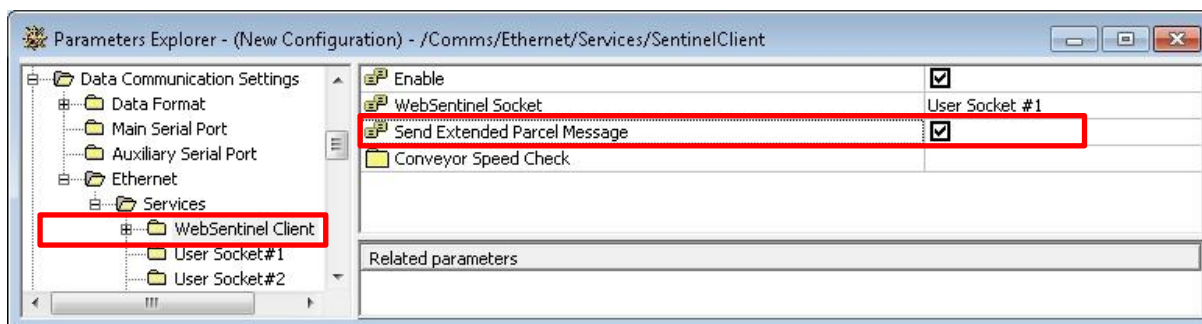 Parameters Explorer - (New Configuration) - /Comms/Ethernet/Services/SentinelClient
Data Communication Settings
Data Format
Main Serial Port
Auxiliary Serial Port
Ethernet
Services
WebSentinel Client
User Socket#1
User Socket#2
Enable
WebSentinel Socket User Socket #1
Send Extended Parcel Message
Conveyor Speed Check
Related parameters